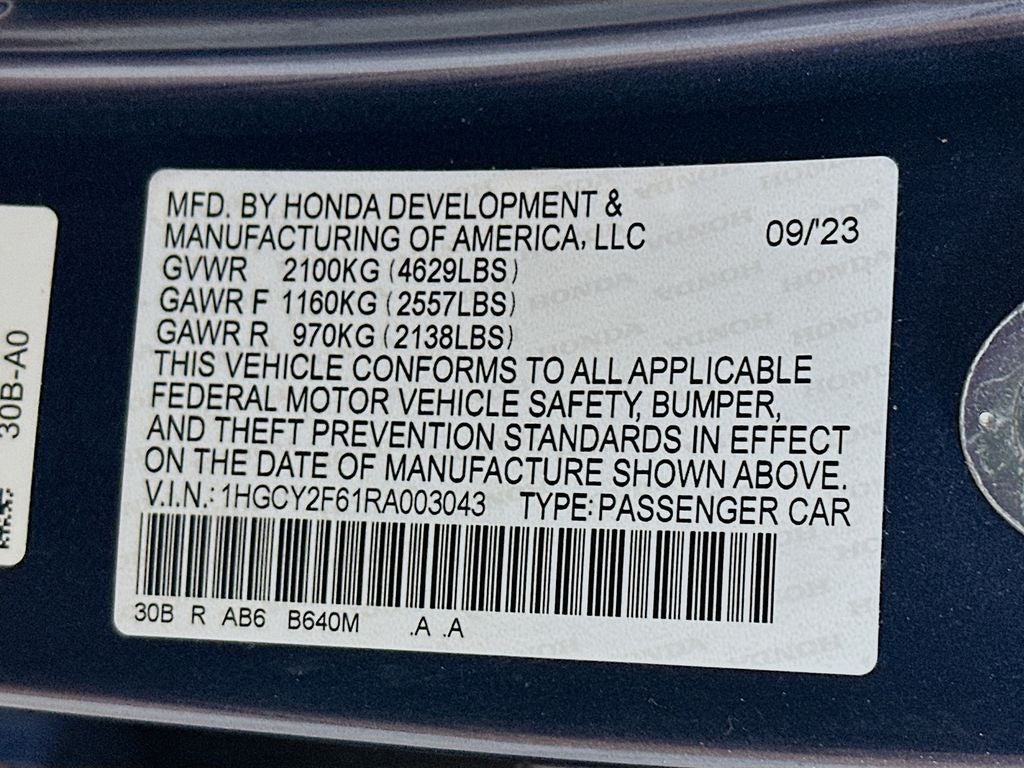 MFD. BY HONDA DEVELOPMENT &
MANUFACTURING OF AMERICA, LLC 09/'23
GVWR 2100KG (4629LBS)
GAWR F 1160KG (2557LBS)
GAWR R 970KG (2138LBS)
THIS VEHICLE CONFORMS TO ALL APPLICABLE
FEDERAL MOTOR VEHICLE SAFETY, BUMPER,
AND THEFT PREVENTION STANDARDS IN EFFECT
ON THE DATE OF MANUFACTURE SHOWN ABOVE.
V.I.N.: 1HGCY2F61RA003043 TYPE: PASSENGER CAR
30B R AB6 B640M .A .A
30B-A0